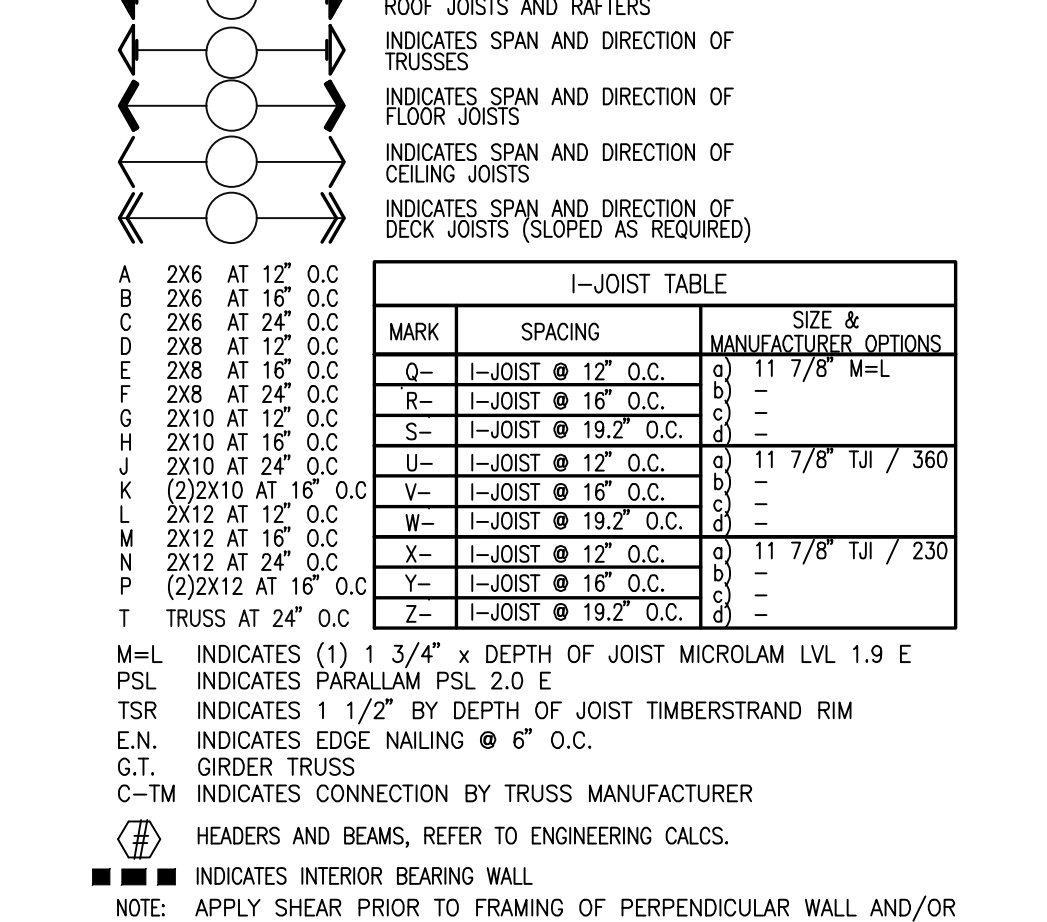 ROOF JOISTS AND RAFTERS
INDICATES SPAN AND DIRECTION OF
TRUSSES
INDICATES SPAN AND DIRECTION OF
FLOOR JOISTS
INDICATES SPAN AND DIRECTION OF
CEILING JOISTS
INDICATES SPAN AND DIRECTION OF
DECK JOISTS (SLOPED AS REQUIRED)
A 2X6 AT 12" O.C
B 2X6 AT 16" O.C
C 2X6 AT 24" O.C
D 2X8 AT 12" O.C
E 2X8 AT 16" O.C
F 2X8 AT 24" O.C
G 2X10 AT 12" O.C
H 2X10 AT 16" O.C
J 2X10 AT 24" O.C
K (2)2X10 AT 16" O.C
L 2X12 AT 12" O.C
M 2X12 AT 16" O.C
N 2X12 AT 24" O.C
P (2)2X12 AT 16" O.C
T TRUSS AT 24" O.C
I-JOIST TABLE
MARK SPACING SIZE &
MANUFACTURER OPTIONS
Q- I-JOIST @ 12" O.C. a) 11 7/8" M=L
b) -
R- I-JOIST @ 16" O.C.
c) -
S- I-JOIST @ 19.2" O.C. d) -
U- I-JOIST @ 12" O.C. a) 11 7/8" TJI / 360
b) -
V- I-JOIST @ 16" O.C.
c) -
W- I-JOIST @ 19.2" O.C. d) -
X- I-JOIST @ 12" O.C. a) 11 7/8" TJI / 230
b) -
Y- I-JOIST @ 16" O.C.
c) -
Z- I-JOIST @ 19.2" O.C. d) -
M=L INDICATES (1) 1 3/4" x DEPTH OF JOIST MICROLAM LVL 1.9 E
PSL INDICATES PARALLAM PSL 2.0 E
TSR INDICATES 1 1/2" BY DEPTH OF JOIST TIMBERSTRAND RIM
E.N. INDICATES EDGE NAILING @ 6" O.C.
G.T. GIRDER TRUSS
C-TM INDICATES CONNECTION BY TRUSS MANUFACTURER
# HEADERS AND BEAMS, REFER TO ENGINEERING CALCS.
INDICATES INTERIOR BEARING WALL
NOTE: APPLY SHEAR PRIOR TO FRAMING OF PERPENDICULAR WALL AND/OR